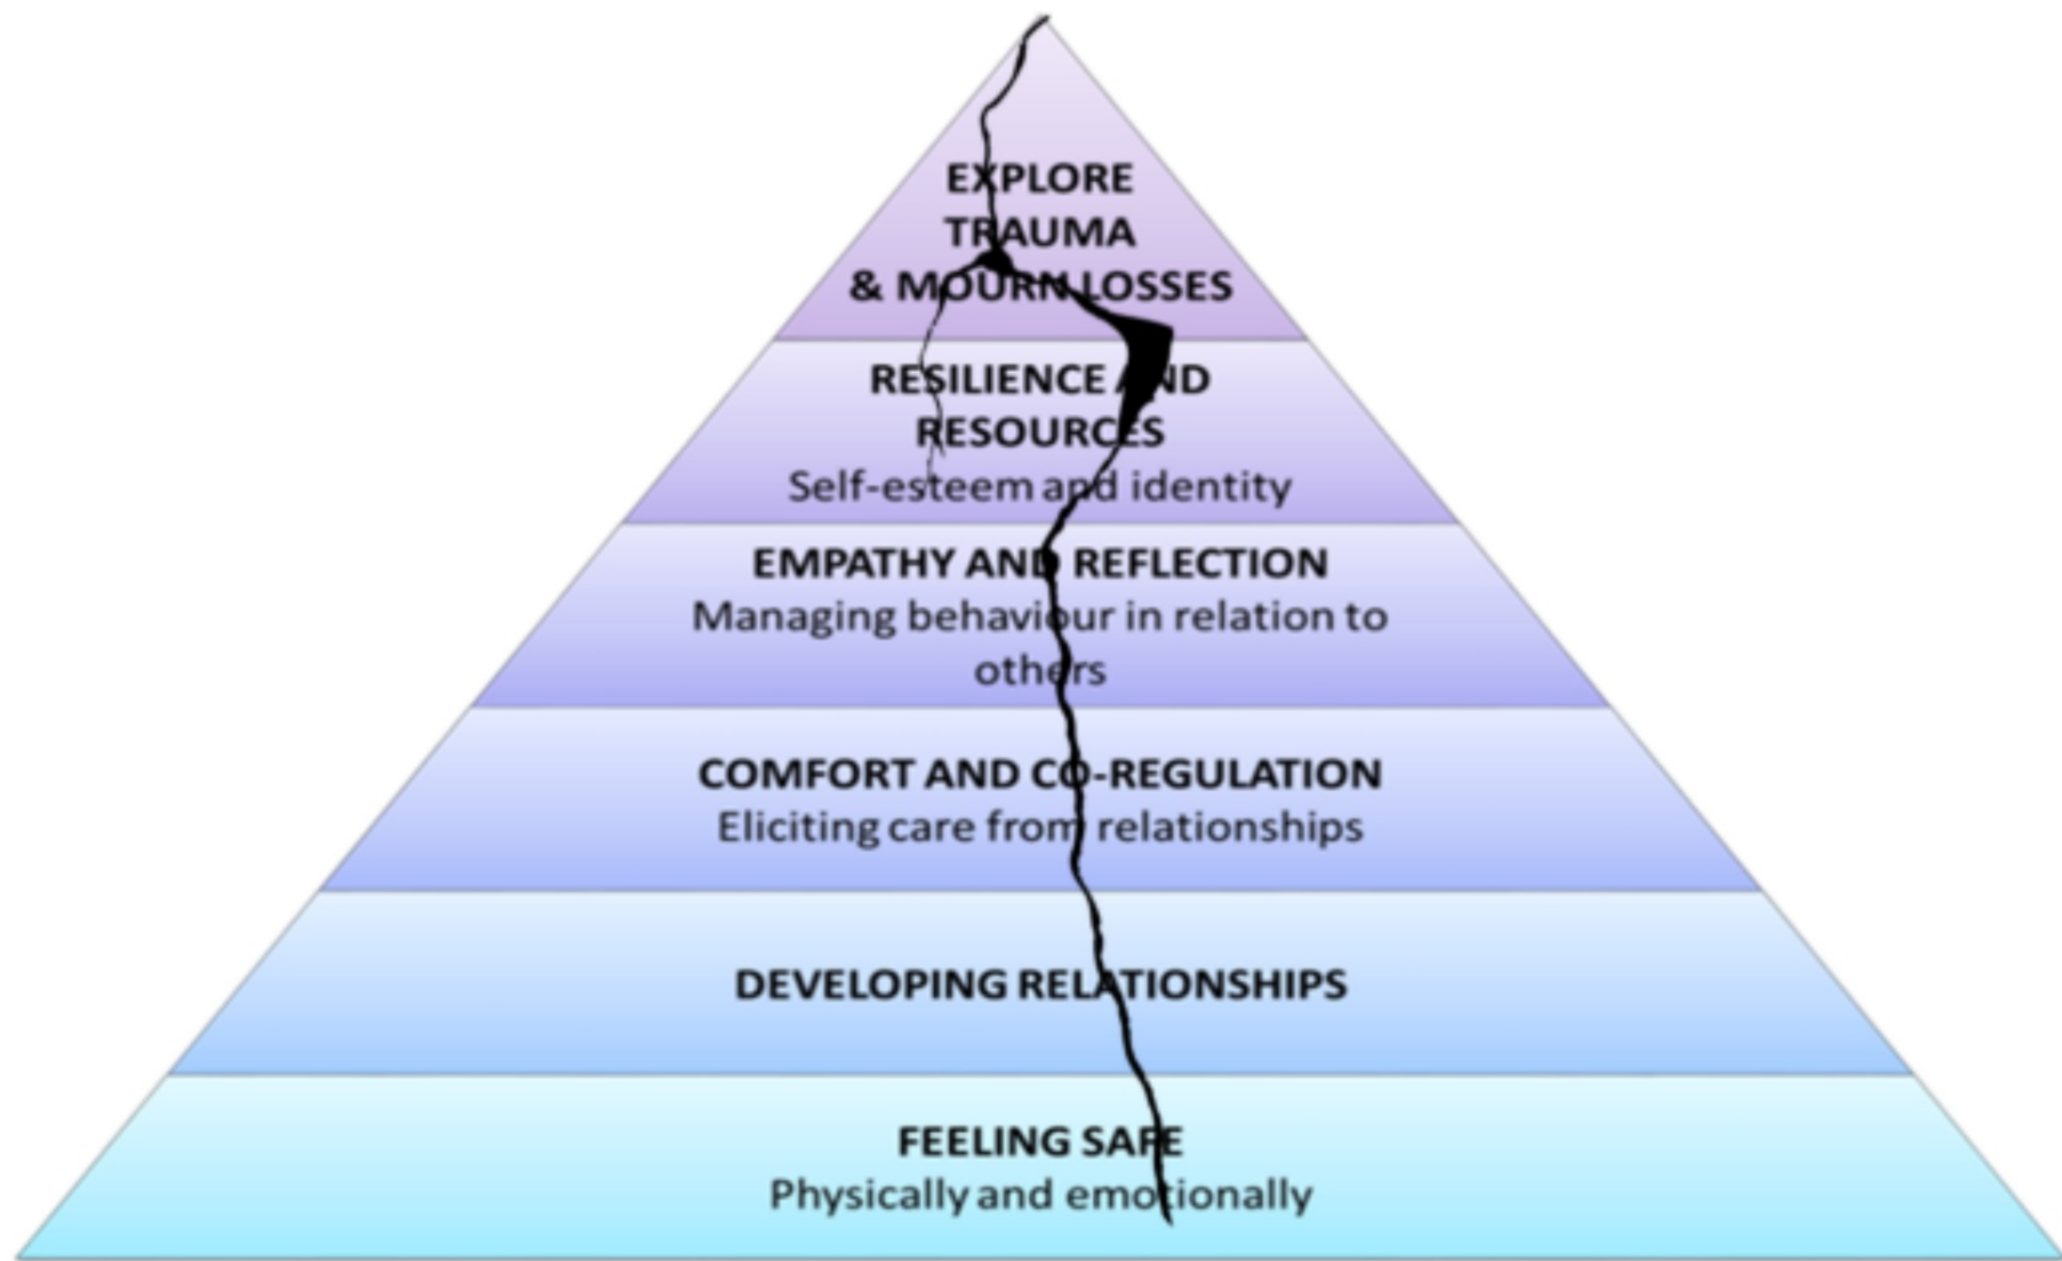 EXPLORE
TRAUMA
& MOURN LOSSES
RESILIENCE AND
RESOURCES
Self-esteem and identity
EMPATHY AND REFLECTION
Managing behaviour in relation to
others
COMFORT AND CO-REGULATION
Eliciting care from relationships
DEVELOPING RELATIONSHIPS
FEELING SAFE
Physically and emotionally